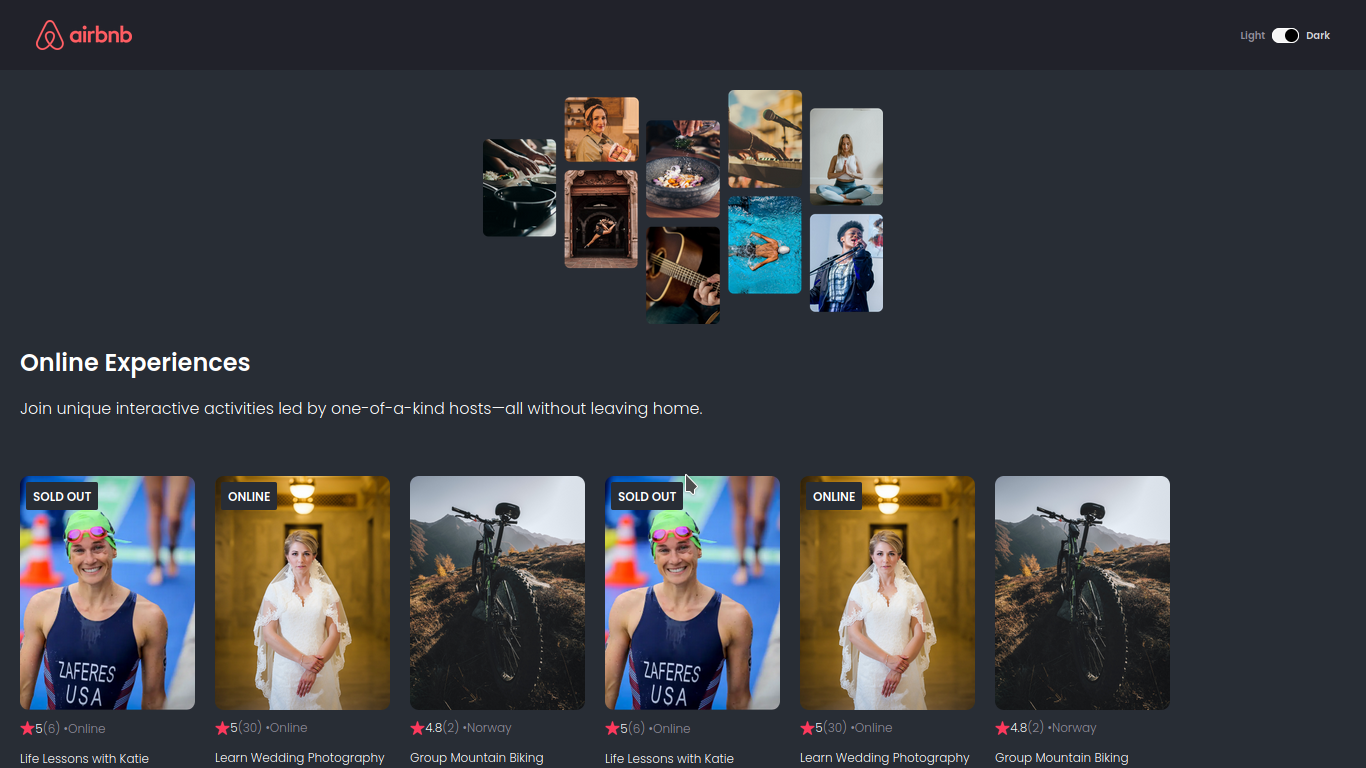 airbnb
Light Dark
Online Experiences
Join unique interactive activities led by one-of-a-kind hosts—all without leaving home.
SOLD OUT
ONLINE
SOLD OUT
ONLINE
ZAFERES
USA
ZAFERES
USA
5(6) •Online
5(30) •Online
4.8(2) •Norway
5(6) •Online
5(30) •Online
4.8(2) •Norway
Life Lessons with Katie
Learn Wedding Photography
Group Mountain Biking
Life Lessons with Katie
Learn Wedding Photography
Group Mountain Biking